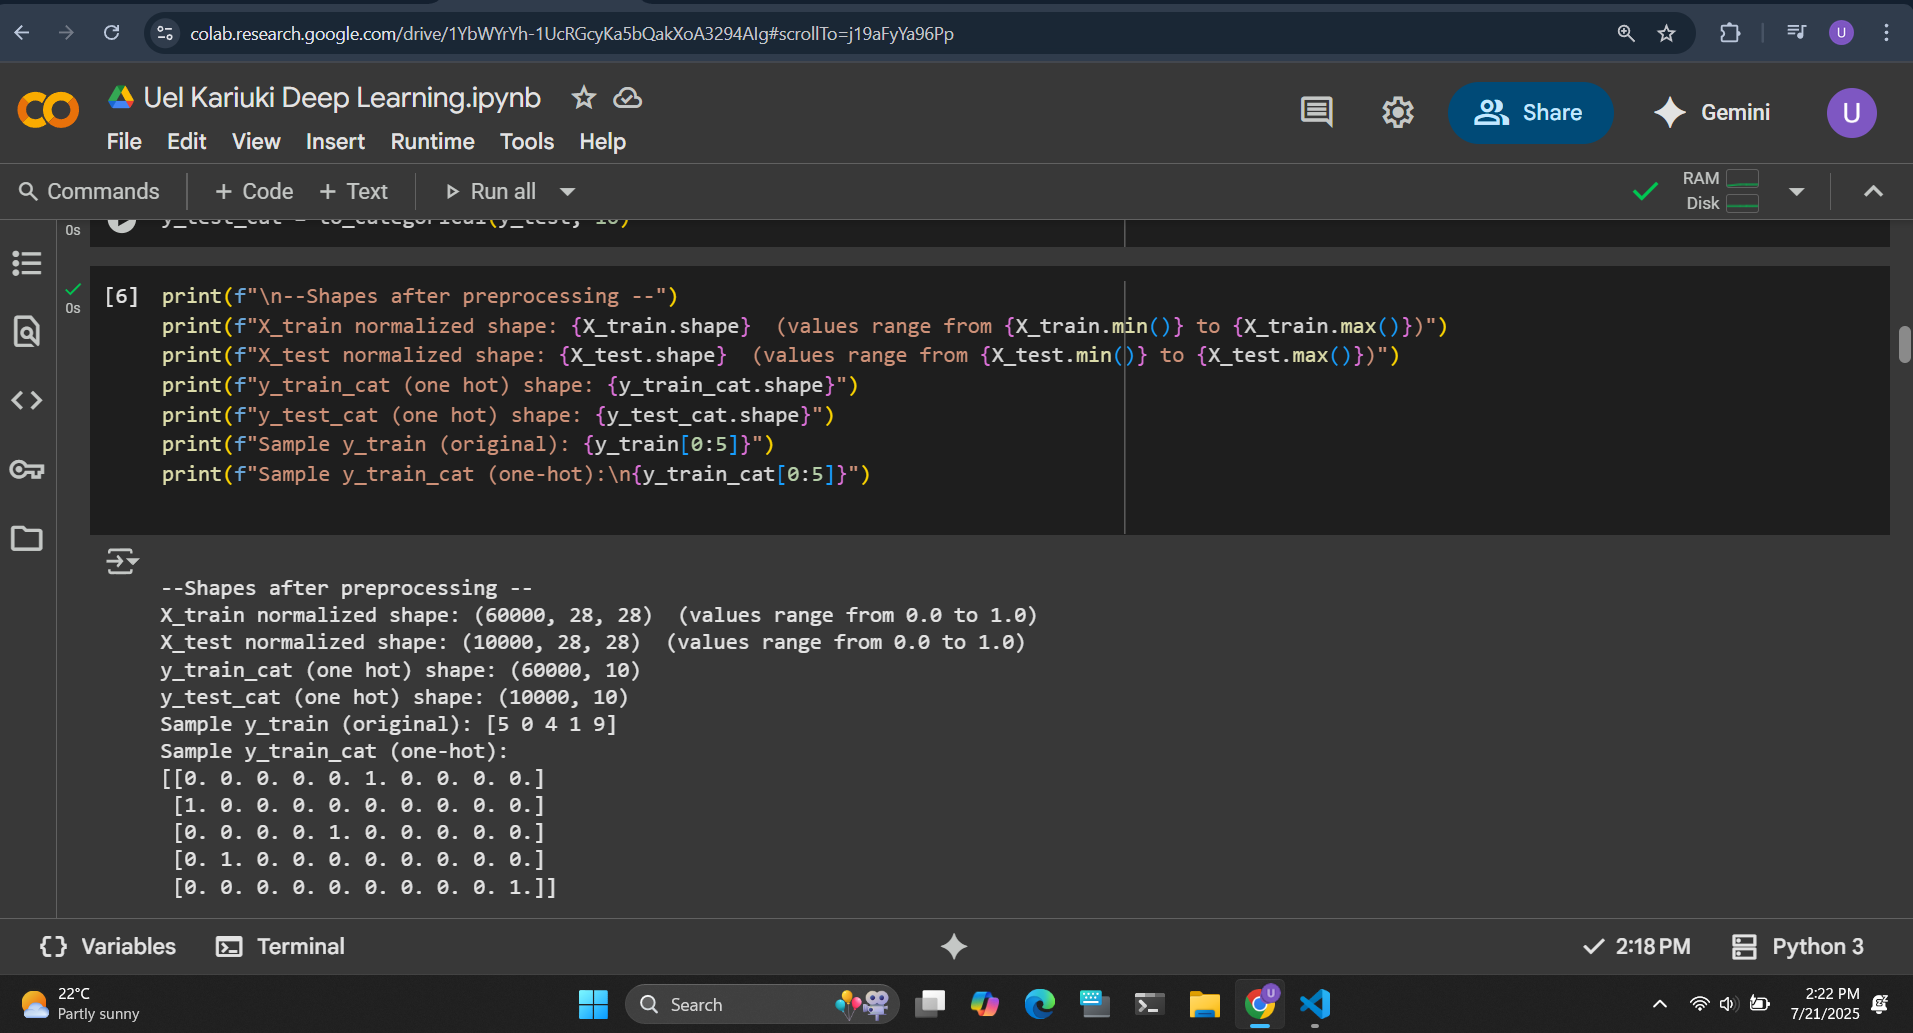 colab.research.google.com/drive/1YbWYrYh-1UcRGcyKa5bQakXoA3294AIg#scrollTo=j19aFyYa96Pp
U
Uel Kariuki Deep Learning.ipynb
File Edit View Insert Runtime Tools Help
Share
Gemini
U
Commands + Code + Text Run all
RAM
Disk
0s
y_test_cat = to_categorical(y_test, 10)
0s
[6] print(f"\n--Shapes after preprocessing --")
print(f"X_train normalized shape: {X_train.shape}  (values range from {X_train.min()} to {X_train.max()})")
print(f"X_test normalized shape: {X_test.shape}  (values range from {X_test.min()} to {X_test.max()})")
print(f"y_train_cat (one hot) shape: {y_train_cat.shape}")
print(f"y_test_cat (one hot) shape: {y_test_cat.shape}")
print(f"Sample y_train (original): {y_train[0:5]}")
print(f"Sample y_train_cat (one-hot):\n{y_train_cat[0:5]}")
--Shapes after preprocessing --
X_train normalized shape: (60000, 28, 28)  (values range from 0.0 to 1.0)
X_test normalized shape: (10000, 28, 28)  (values range from 0.0 to 1.0)
y_train_cat (one hot) shape: (60000, 10)
y_test_cat (one hot) shape: (10000, 10)
Sample y_train (original): [5 0 4 1 9]
Sample y_train_cat (one-hot):
[[0. 0. 0. 0. 0. 1. 0. 0. 0. 0.]
[1. 0. 0. 0. 0. 0. 0. 0. 0. 0.]
[0. 0. 0. 0. 1. 0. 0. 0. 0. 0.]
[0. 1. 0. 0. 0. 0. 0. 0. 0. 0.]
[0. 0. 0. 0. 0. 0. 0. 0. 0. 1.]]
{} Variables Terminal
2:18 PM Python 3
22°C
Partly sunny
Search
U
2:22 PM
7/21/2025